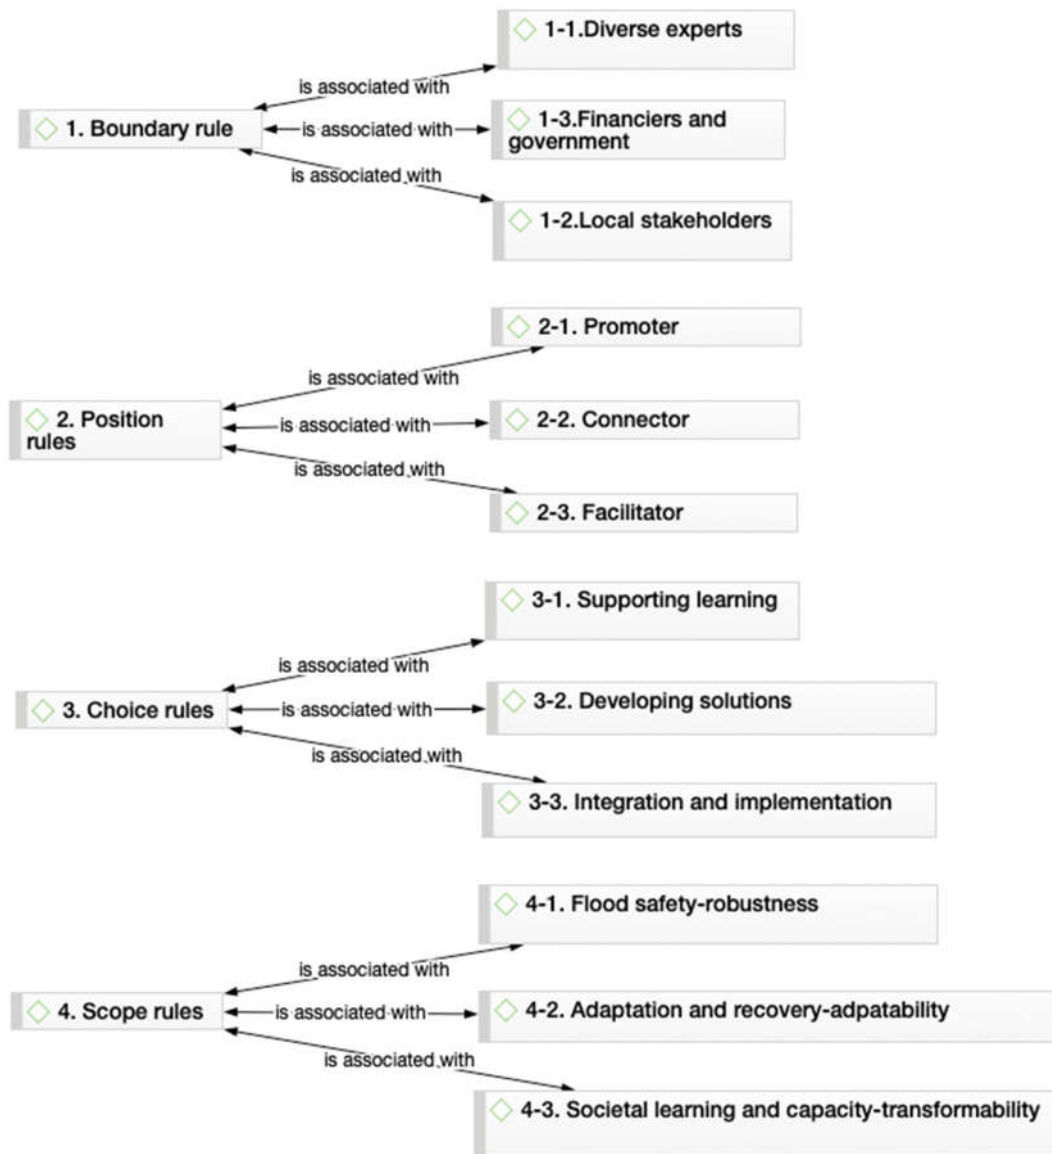 1-1.Diverse experts
is associated with
1. Boundary rule
is associated with
1-3.Financiers and
government
is associated with
1-2.Local stakeholders
2-1. Promoter
is associated with
2. Position
rules
is associated with
2-2. Connector
is associated with
2-3. Facilitator
3-1. Supporting learning
is associated with
3. Choice rules
is associated with
3-2. Developing solutions
is associated with
3-3. Integration and implementation
4-1. Flood safety-robustness
is associated with
4. Scope rules
is associated with
4-2. Adaptation and recovery-adpatability
is associated with
4-3. Societal learning and capacity-transformability